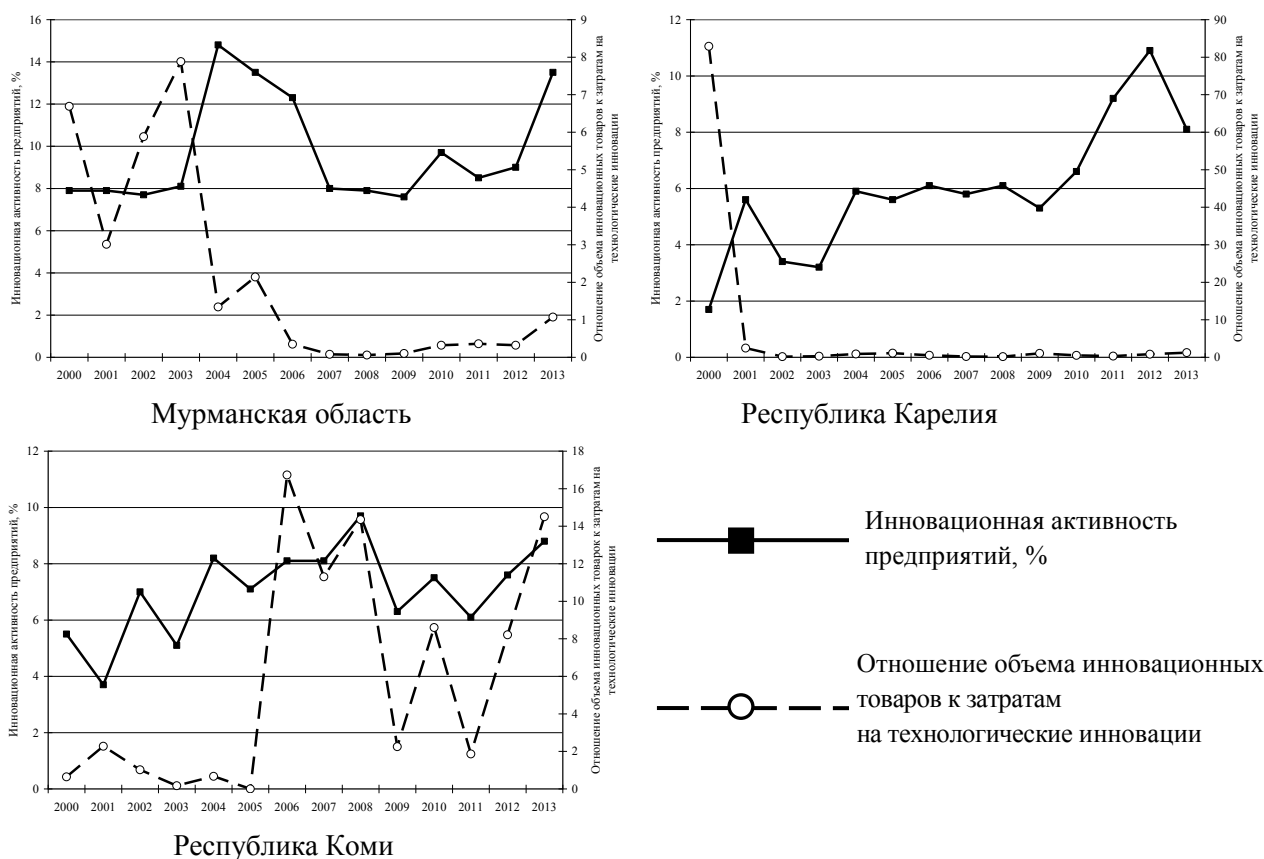 Инновационная активность предприятий, %
16
14
12
10
8
6
4
2
0
9
8
7
6
5
4
3
2
1
0
Отношение объема инновационных товаров к затратам на
технологические инновации
2000 2001 2002 2003 2004 2005 2006 2007 2008 2009 2010 2011 2012 2013
Мурманская область
Инновационная активность предприятий, %
12
10
8
6
4
2
0
90
80
70
60
50
40
30
20
10
0
Отношение объема инновационных товаров к затратам на
технологические инновации
2000 2001 2002 2003 2004 2005 2006 2007 2008 2009 2010 2011 2012 2013
Республика Карелия
Инновационная активность предприятий, %
12
10
8
6
4
2
0
18
16
14
12
10
8
6
4
2
0
Отношение объема инновационных товаров к затратам на
технологические инновации
2000 2001 2002 2003 2004 2005 2006 2007 2008 2009 2010 2011 2012 2013
Республика Коми
Инновационная активность
предприятий, %
Отношение объема инновационных
товаров к затратам
на технологические инновации